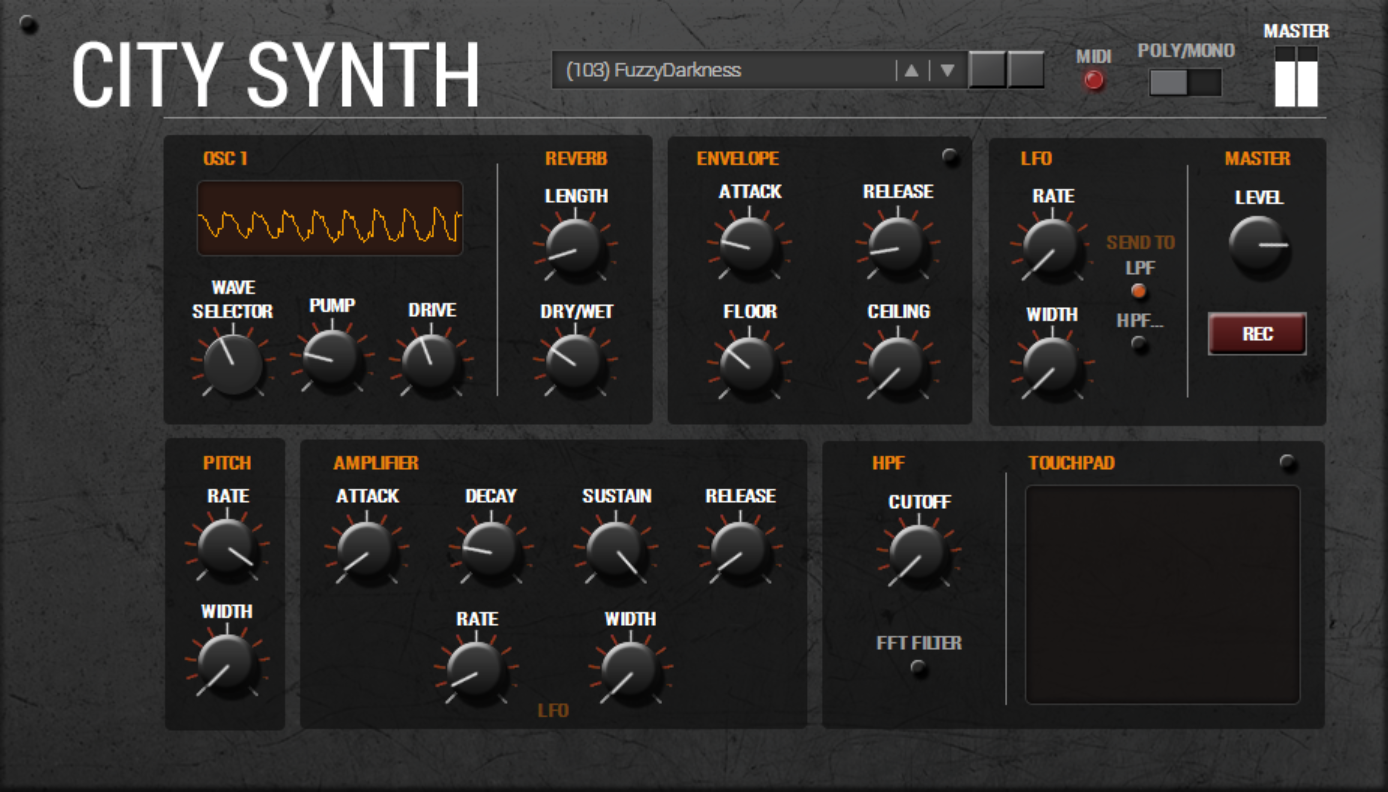 CITY SYNTH
(103) FuzzyDarkness
MIDI
POLY/MONO
MASTER
OSC 1
REVERB
LENGTH
WAVE
SELECTOR
PUMP
DRIVE
DRY/WET
ENVELOPE
ATTACK
RELEASE
FLOOR
CEILING
LFO
RATE
SEND TO
LPF
WIDTH
HPF...
MASTER
LEVEL
REC
PITCH
RATE
WIDTH
AMPLIFIER
ATTACK
DECAY
SUSTAIN
RELEASE
RATE
WIDTH
LFO
HPF
CUTOFF
FFT FILTER
TOUCHPAD